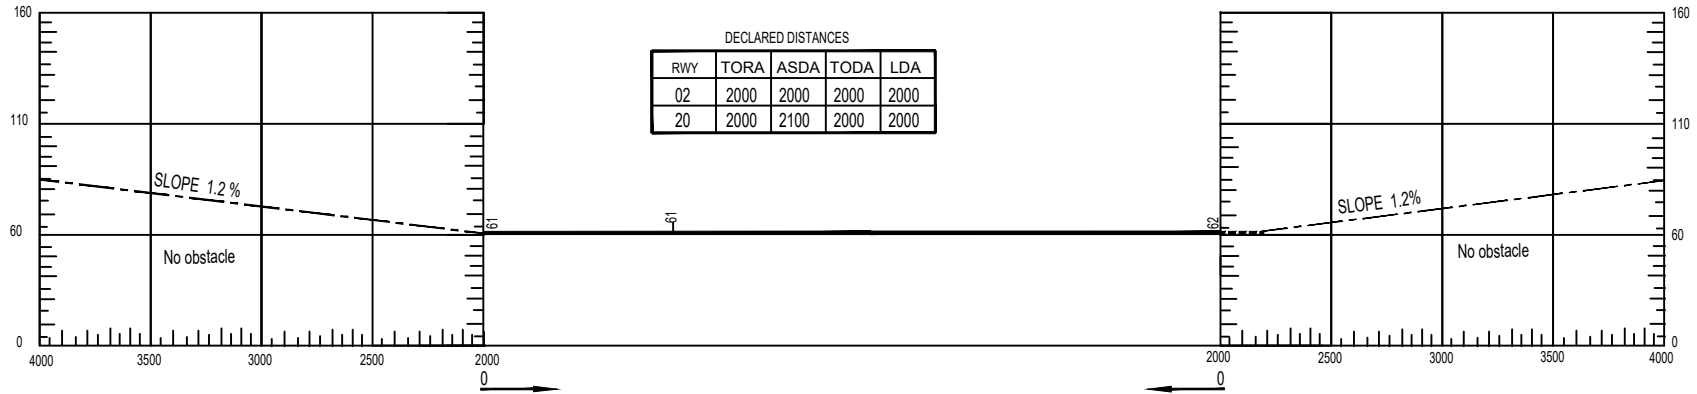 160
110
60
0
4000
3500
3000
2500
2000
SLOPE 1.2 %
No obstacle
0
DECLARED DISTANCES
RWY TORA ASDA TODA LDA
02 2000 2000 2000 2000
20 2000 2100 2000 2000
61
61
62
SLOPE 1.2%
No obstacle
160
110
60
0
2000
2500
3000
3500
4000
0